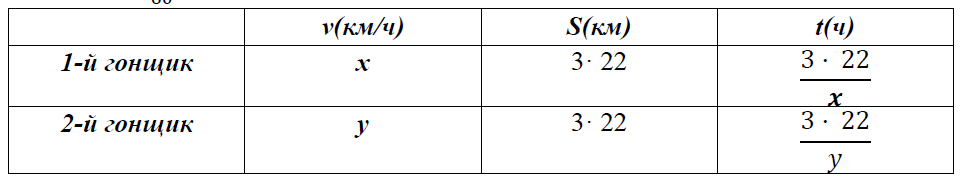 v(км/ч) S(км) t(ч)
1-й гонщик x 3· 22 3 · 22 / x
2-й гонщик y 3· 22 3 · 22 / y